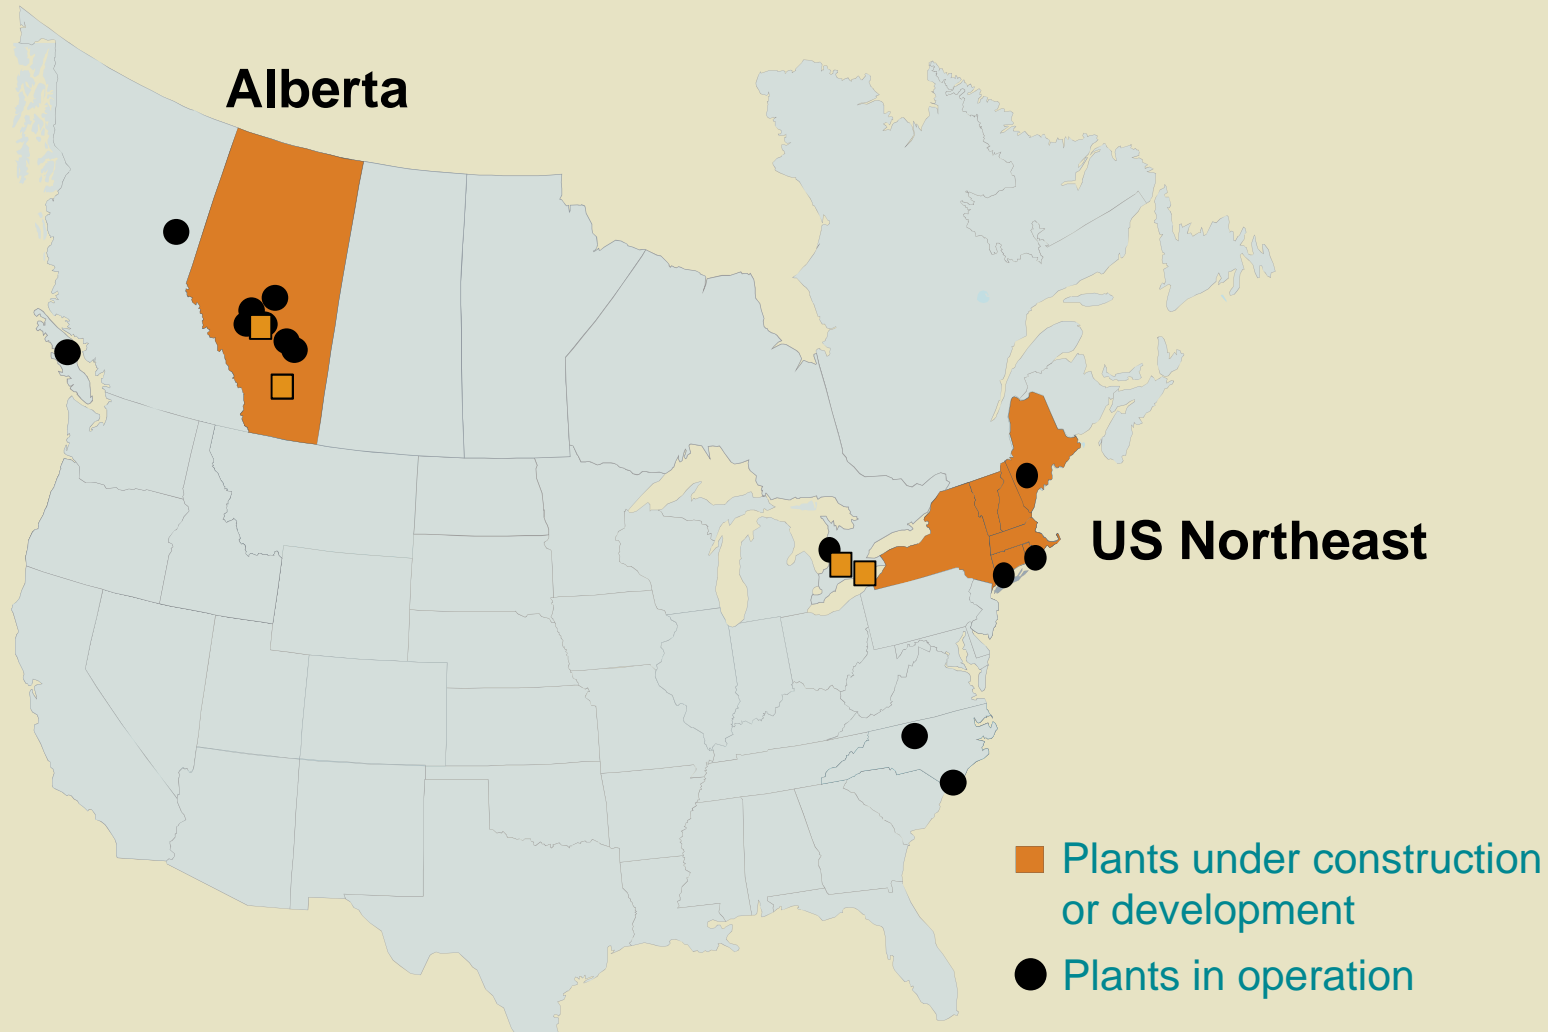 Alberta
US Northeast
Plants under construction
or development
Plants in operation